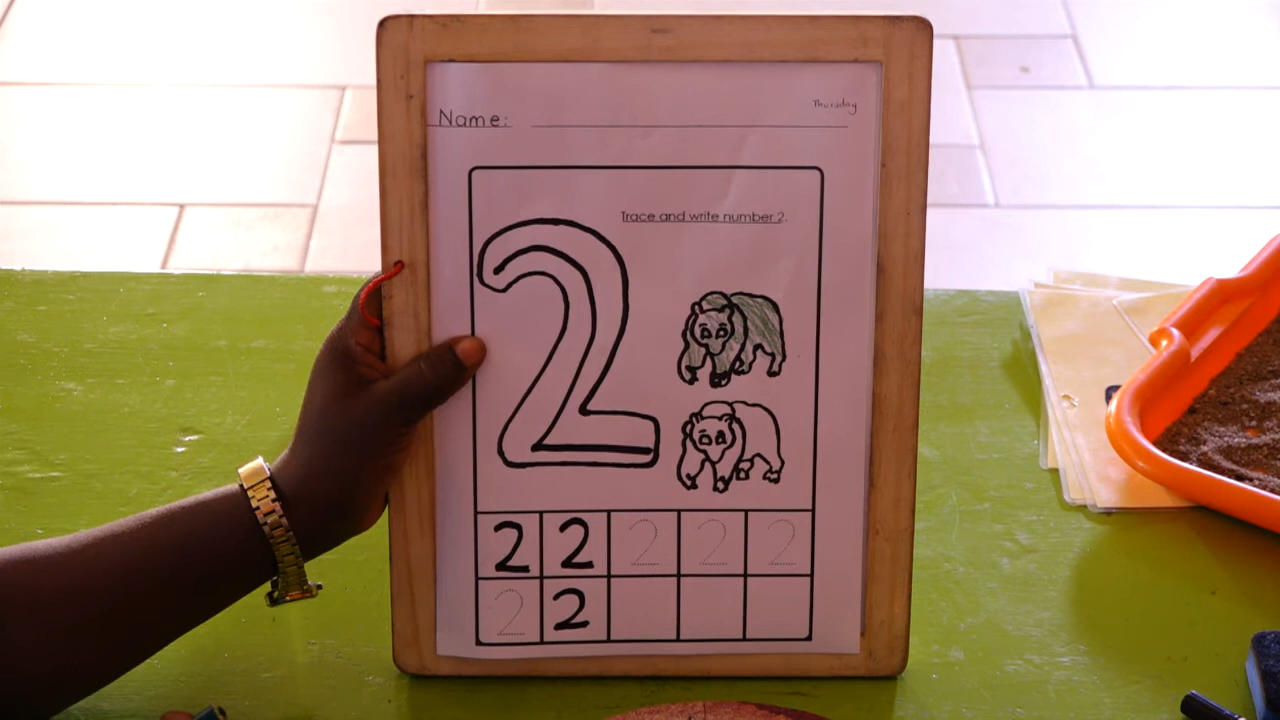 Thursday
Name:
Trace and write number 2.
2
2 2 2 2 2
2 2